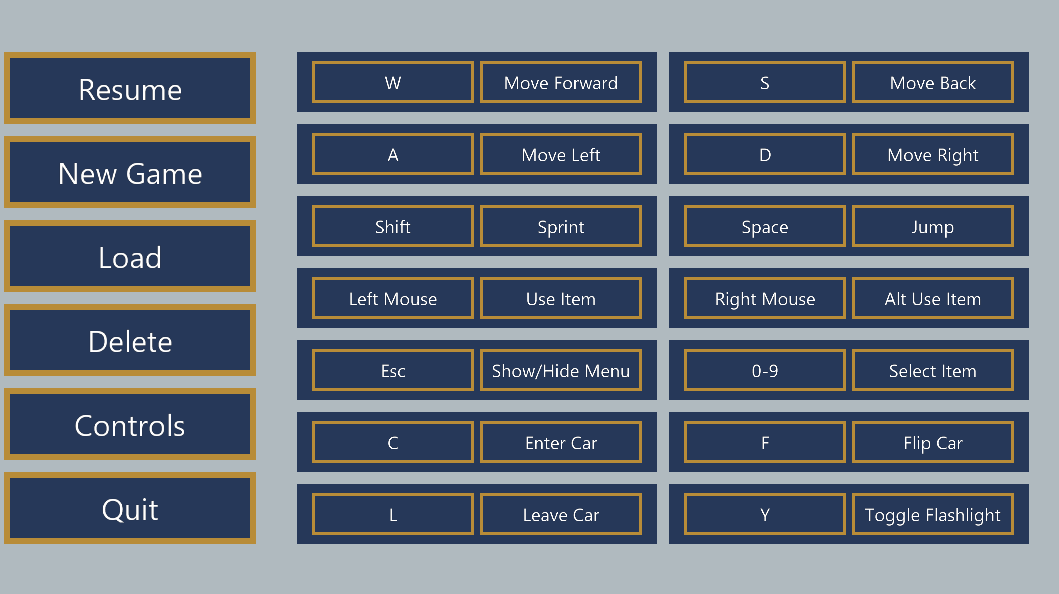 Resume
New Game
Load
Delete
Controls
Quit
W Move Forward S Move Back
A Move Left D Move Right
Shift Sprint Space Jump
Left Mouse Use Item Right Mouse Alt Use Item
Esc Show/Hide Menu 0-9 Select Item
C Enter Car F Flip Car
L Leave Car Y Toggle Flashlight